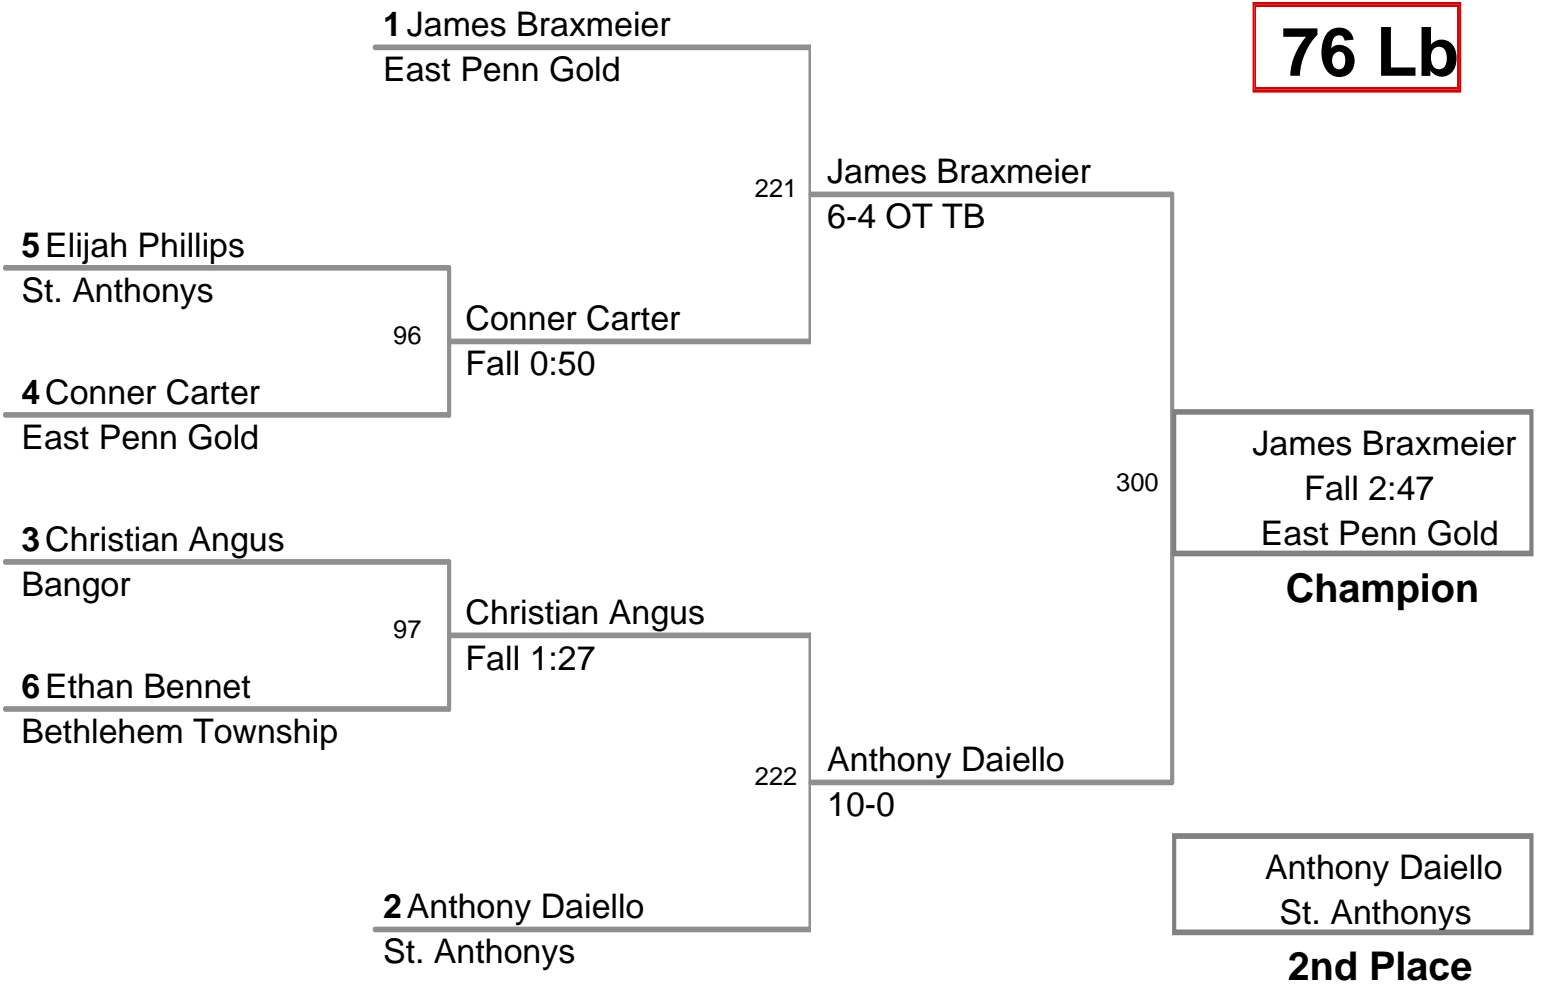 1 James Braxmeier
East Penn Gold
76 Lb
221
James Braxmeier
6-4 OT TB
5 Elijah Phillips
St. Anthonys
96
Conner Carter
Fall 0:50
4 Conner Carter
East Penn Gold
300
James Braxmeier
Fall 2:47
East Penn Gold
Champion
3 Christian Angus
Bangor
97
Christian Angus
Fall 1:27
6 Ethan Bennet
Bethlehem Township
222
Anthony Daiello
10-0
2 Anthony Daiello
St. Anthonys
Anthony Daiello
St. Anthonys
2nd Place